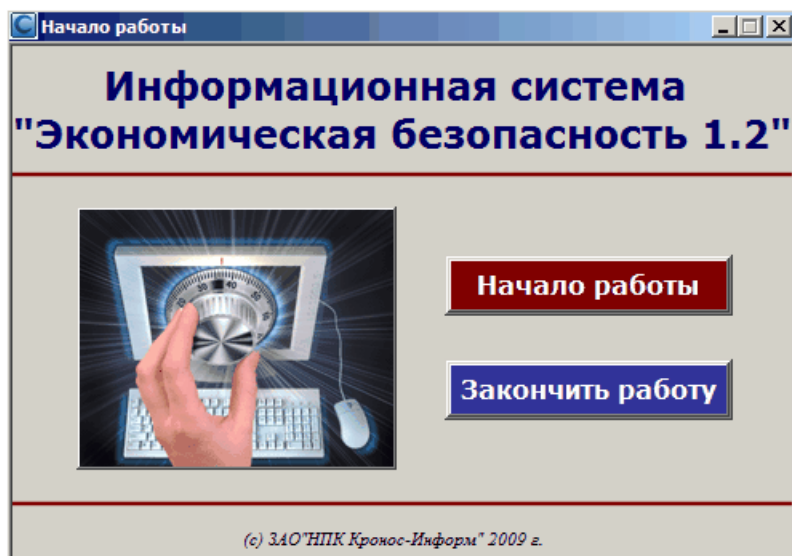 Начало работы
Информационная система
"Экономическая безопасность 1.2"
Начало работы
Закончить работу
(с) ЗАО"НПК Кронос-Информ" 2009 г.